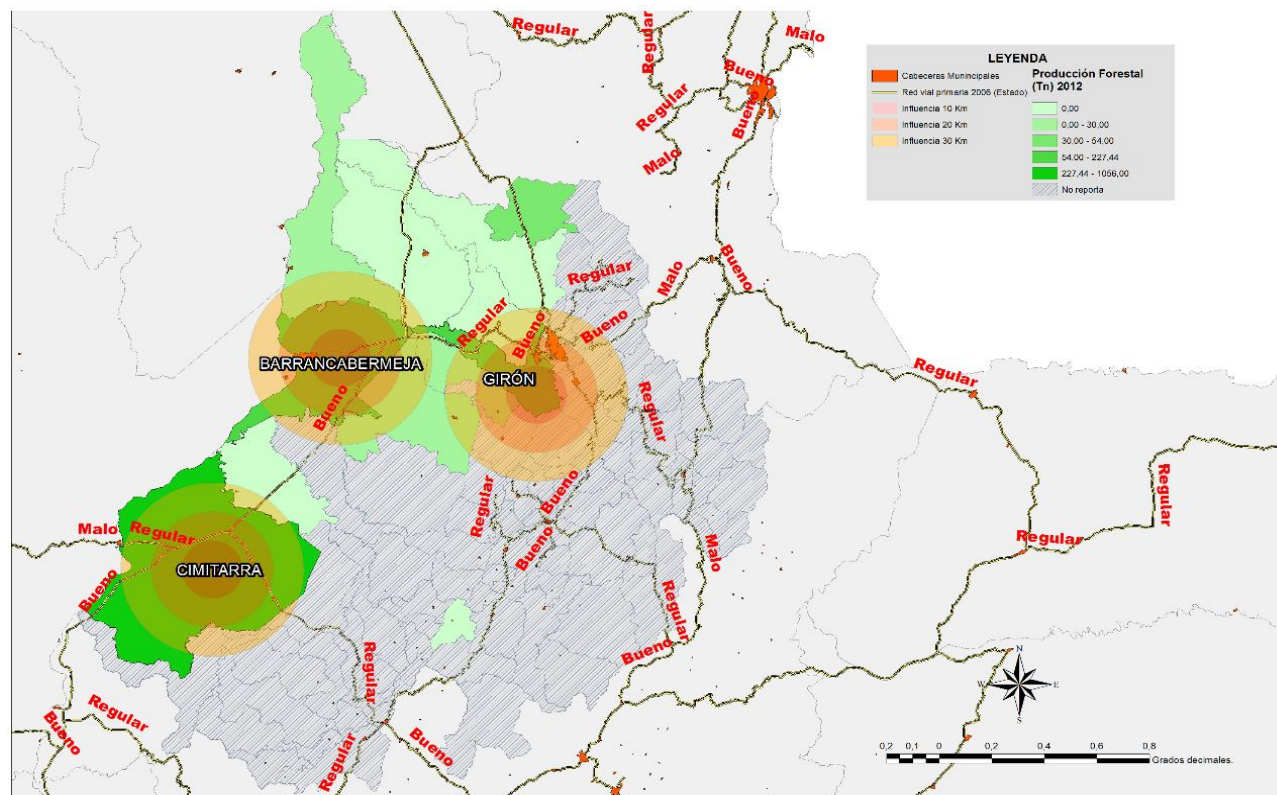 Regular
Regular
Malo
Bueno
Regular
Bueno
Malo
LEYENDA
Cabeceras Munincipales
Red vial primaria 2006 (Estado)
Influencia 10 Km
Influencia 20 Km
Influencia 30 Km
Producción Forestal
(Tn) 2012
0,00
0,00 - 30,00
30,00 - 54,00
54,00 - 227,44
227,44 - 1056,00
No reporta
Regular
Malo
Bueno
Regular
Bueno
Bueno
BARRANCABERMEJA
GIRÓN
Bueno
Regular
Regular
Regular
Bueno
Regular
Malo
Regular
Bueno
Malo
Regular
CIMITARRA
Bueno
Regular
Bueno
Regular
Regular
Bueno
Regular
Bueno
N
W
E
S
0,2 0,1 0 0,2 0,4 0,6 0,8
Grados decimales.